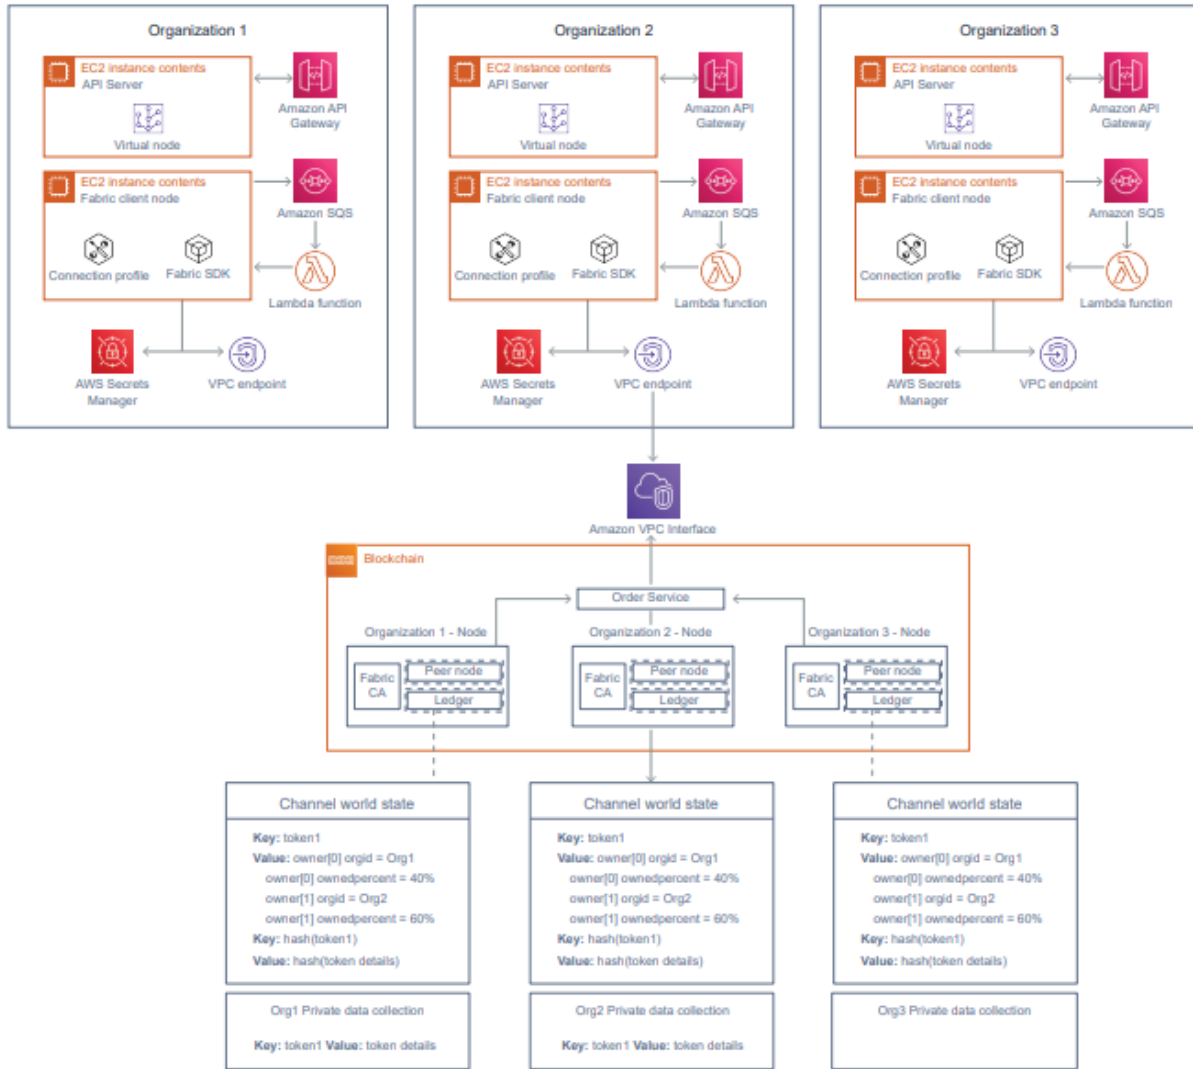 Organization 1
EC2 instance contents
API Server
Virtual node
Amazon API
Gateway
EC2 instance contents
Fabric client node
Connection profile
Fabric SDK
Amazon SQS
Lambda function
AWS Secrets
Manager
VPC endpoint
Organization 2
EC2 instance contents
API Server
Virtual node
Amazon API
Gateway
EC2 instance contents
Fabric client node
Connection profile
Fabric SDK
Amazon SQS
Lambda function
AWS Secrets
Manager
VPC endpoint
Organization 3
EC2 instance contents
API Server
Virtual node
Amazon API
Gateway
EC2 instance contents
Fabric client node
Connection profile
Fabric SDK
Amazon SQS
Lambda function
AWS Secrets
Manager
VPC endpoint
Amazon VPC Interface
Blockchain
Order Service
Organization 1 - Node
Fabric
CA
Peer node
Ledger
Organization 2 - Node
Fabric
CA
Peer node
Ledger
Organization 3 - Node
Fabric
CA
Peer node
Ledger
Channel world state
Key: token1
Value: owner[0] orgid = Org1
owner[0] ownedpercent = 40%
owner[1] orgid = Org2
owner[1] ownedpercent = 60%
Key: hash(token1)
Value: hash(token details)
Org1 Private data collection
Key: token1 Value: token details
Channel world state
Key: token1
Value: owner[0] orgid = Org1
owner[0] ownedpercent = 40%
owner[1] orgid = Org2
owner[1] ownedpercent = 60%
Key: hash(token1)
Value: hash(token details)
Org2 Private data collection
Key: token1 Value: token details
Channel world state
Key: token1
Value: owner[0] orgid = Org1
owner[0] ownedpercent = 40%
owner[1] orgid = Org2
owner[1] ownedpercent = 60%
Key: hash(token1)
Value: hash(token details)
Org3 Private data collection